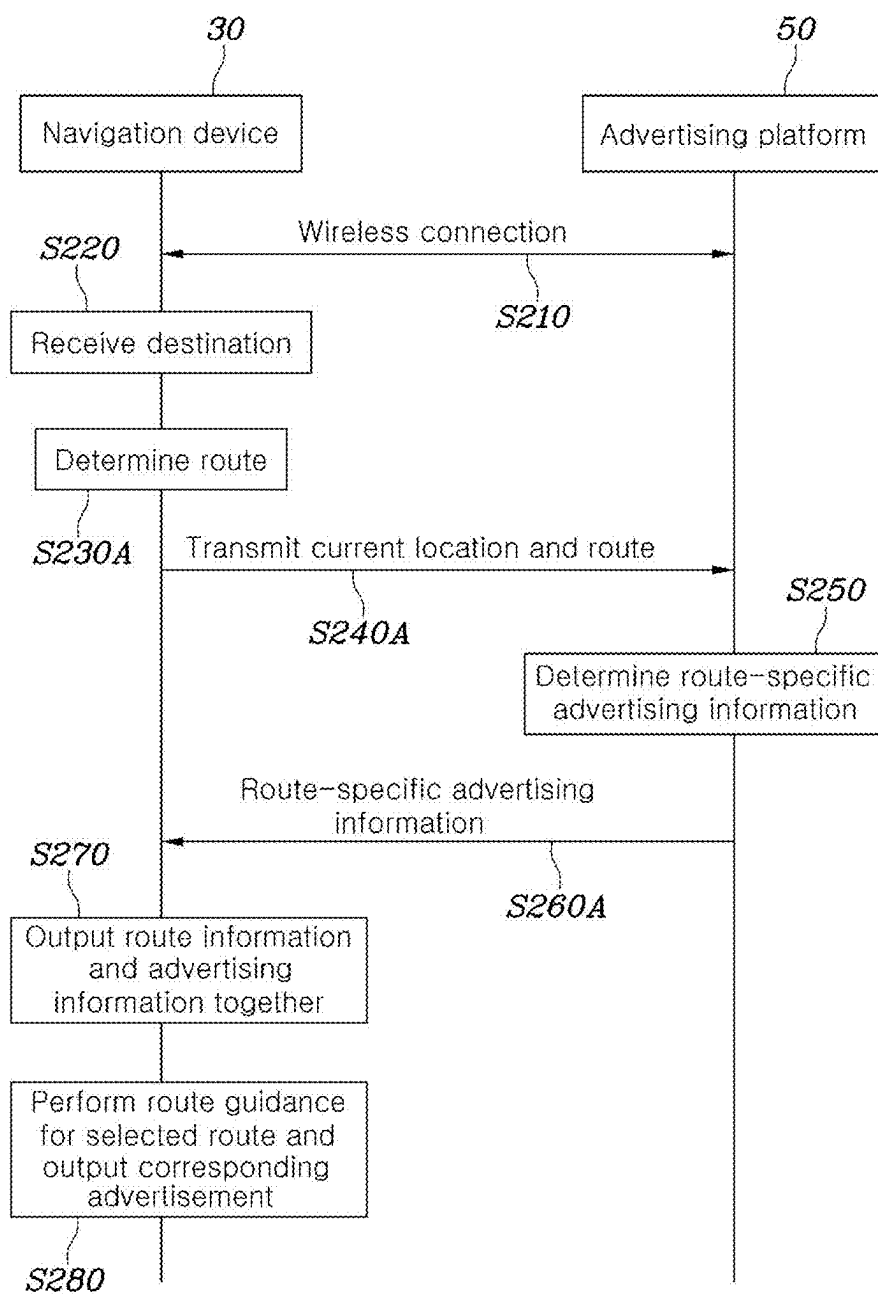 30
50
Navigation device
Advertising platform
Wireless connection
S220
S210
Receive destination
Determine route
S230A
Transmit current location and route
S240A
S250
Determine route-specific
advertising information
Route-specific advertising
information
S270
S260A
Output route information
and advertising
information together
Perform route guidance
for selected route and
output corresponding
advertisement
S280